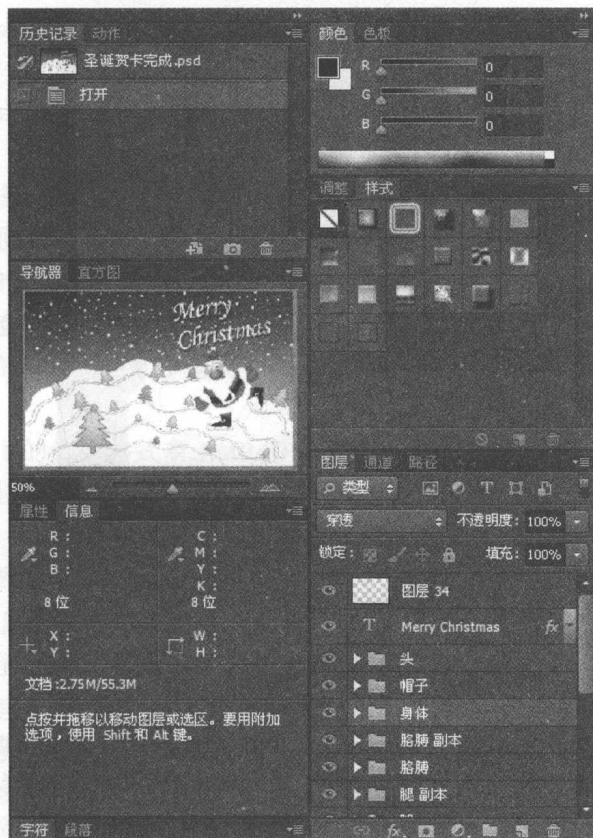 历史记录 动作
圣诞贺卡完成.psd
打开
导航器 直方图
Merry
Christmas
50%
属性 信息
R :
G :
B :
8 位
C :
M :
Y :
K :
8 位
X :
Y :
W :
H :
文档 :2.75M/55.3M
点按并拖移以移动图层或选区。要用附加
选项，使用 Shift 和 Alt 键。
字符 段落
颜色 色板
R 0
G 0
B 0
调整 样式
图层 通道 路径
类型
穿透 不透明度： 100%
锁定： 填充： 100%
图层 34
T Merry Christmas fx
头
帽子
身体
胳膊 副本
胳膊
腿 副本
fx